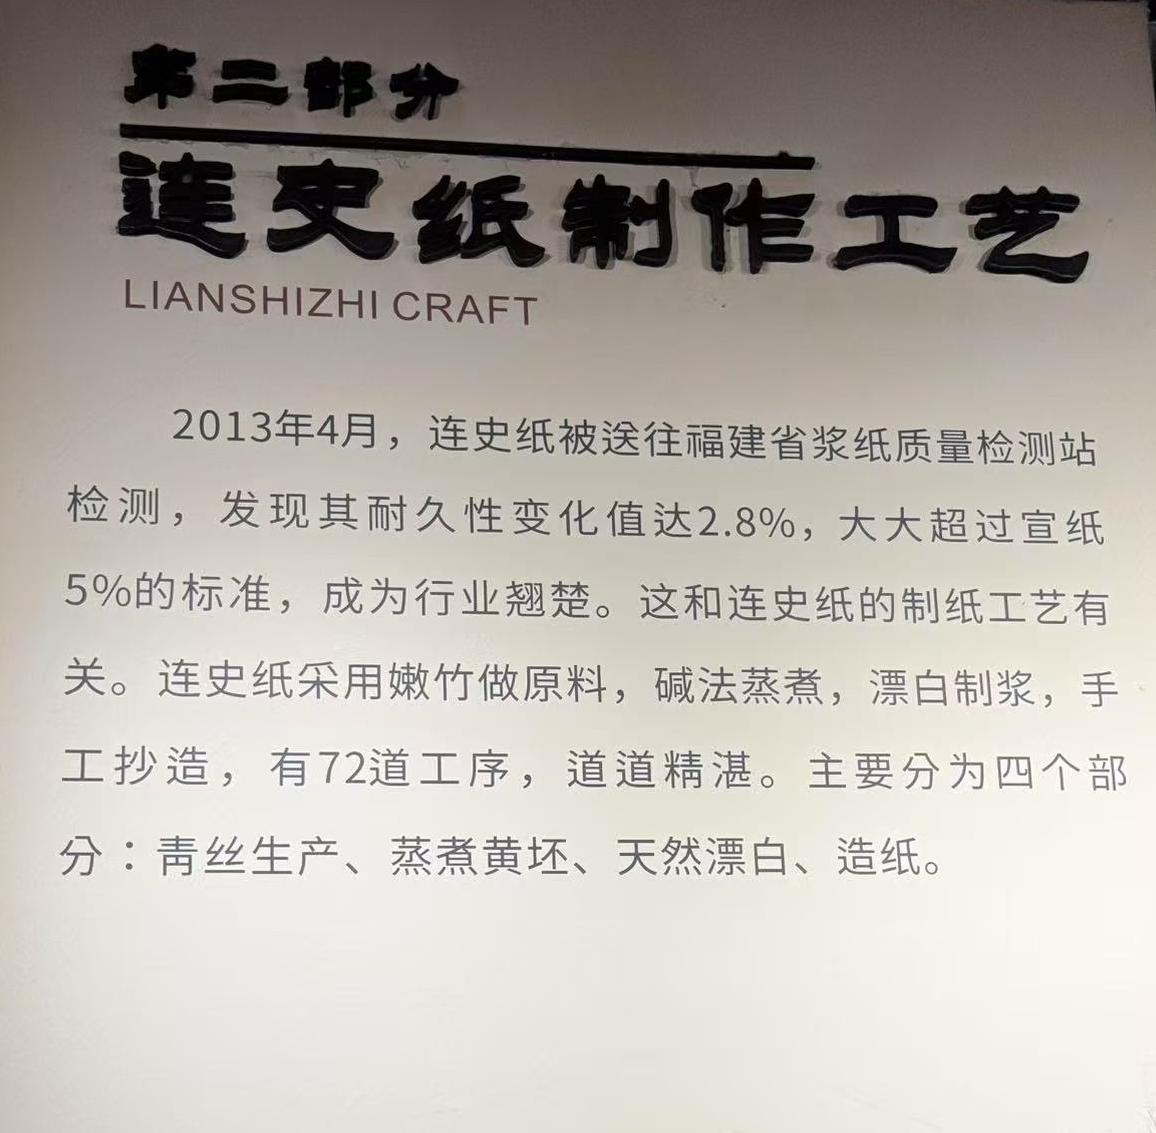 第二部分
连史纸制作工艺
LIANSHIZHI CRAFT
2013年4月，连史纸被送往福建省浆纸质量检测站
检测，发现其耐久性变化值达2.8%，大大超过宣纸
5%的标准，成为行业翘楚。这和连史纸的制纸工艺有
关。连史纸采用嫩竹做原料，碱法蒸煮，漂白制浆，手
工抄造，有72道工序，道道精湛。主要分为四个部
分：青丝生产、蒸煮黄坯、天然漂白、造纸。